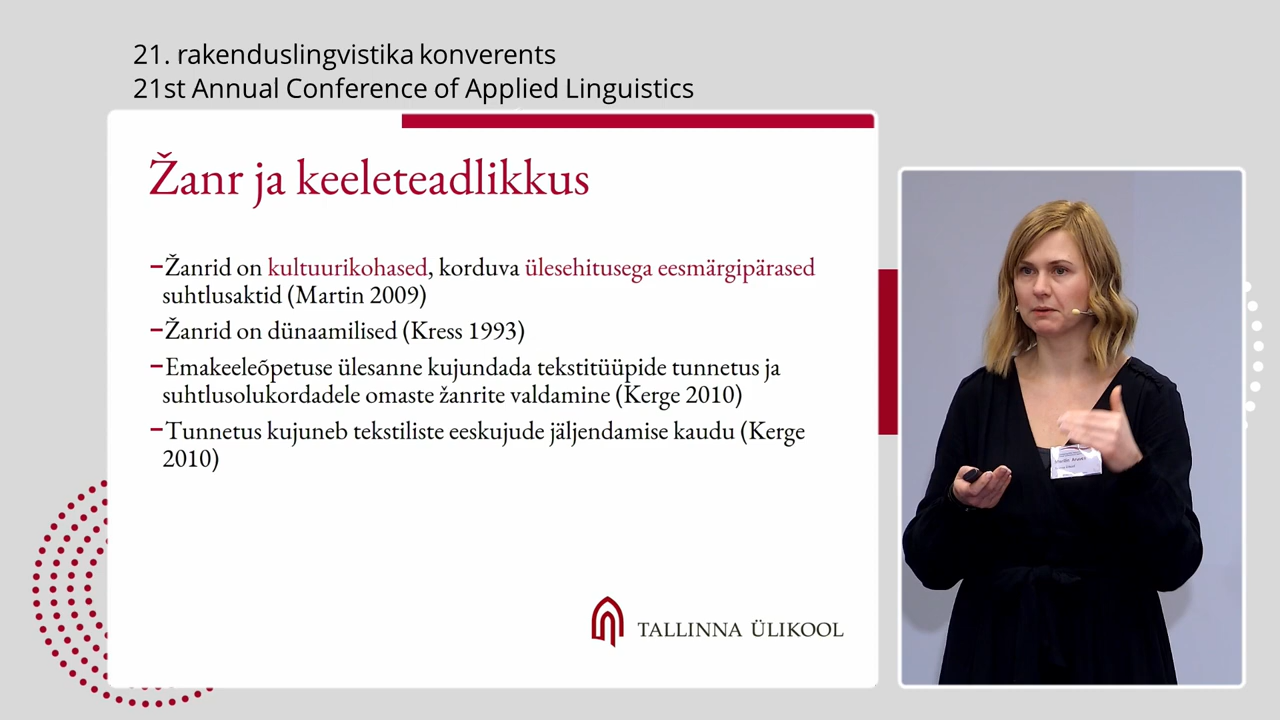 21. rakenduslingvistika konverents
21st Annual Conference of Applied Linguistics
Žanr ja keeleteadlikkus
–Žanrid on kultuurikohased, korduva ülesehitusega eesmärgipärased
suhtlusaktid (Martin 2009)
–Žanrid on dünaamilised (Kress 1993)
–Emakeeleõpetuse ülesanne kujundada tekstitüüpide tunnetus ja
suhtlusolukordadele omaste žanrite valdamine (Kerge 2010)
–Tunnetus kujuneb tekstiliste eeskujude jäljendamise kaudu (Kerge
2010)
TALLINNA ÜLIKOOL